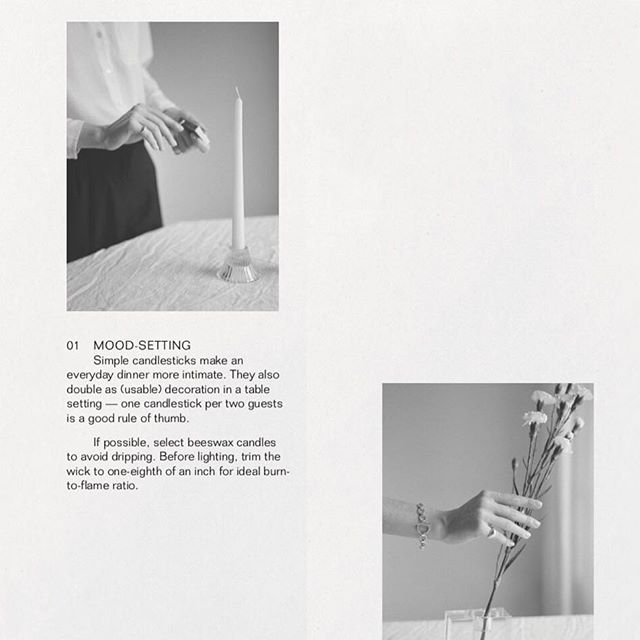 01 MOOD-SETTING
Simple candlesticks make an
everyday dinner more intimate. They also
double as (usable) decoration in a table
setting — one candlestick per two guests
is a good rule of thumb.
If possible, select beeswax candles
to avoid dripping. Before lighting, trim the
wick to one-eighth of an inch for ideal burn-
to-flame ratio.